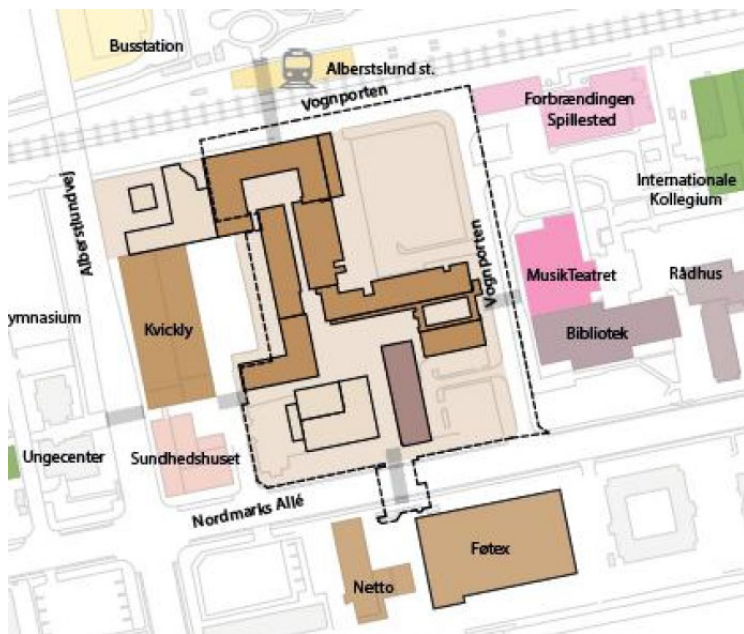 Busstation
Alberstslund st.
Vognporten
Forbrændingen
Spillested
Internationale
Kollegium
Alberstlundvej
Vognporten
MusikTeatret
Rådhus
ymnasium
Kvickly
Bibliotek
Ungecenter
Sundhedshuset
Nordmarks Allé
Føtex
Netto